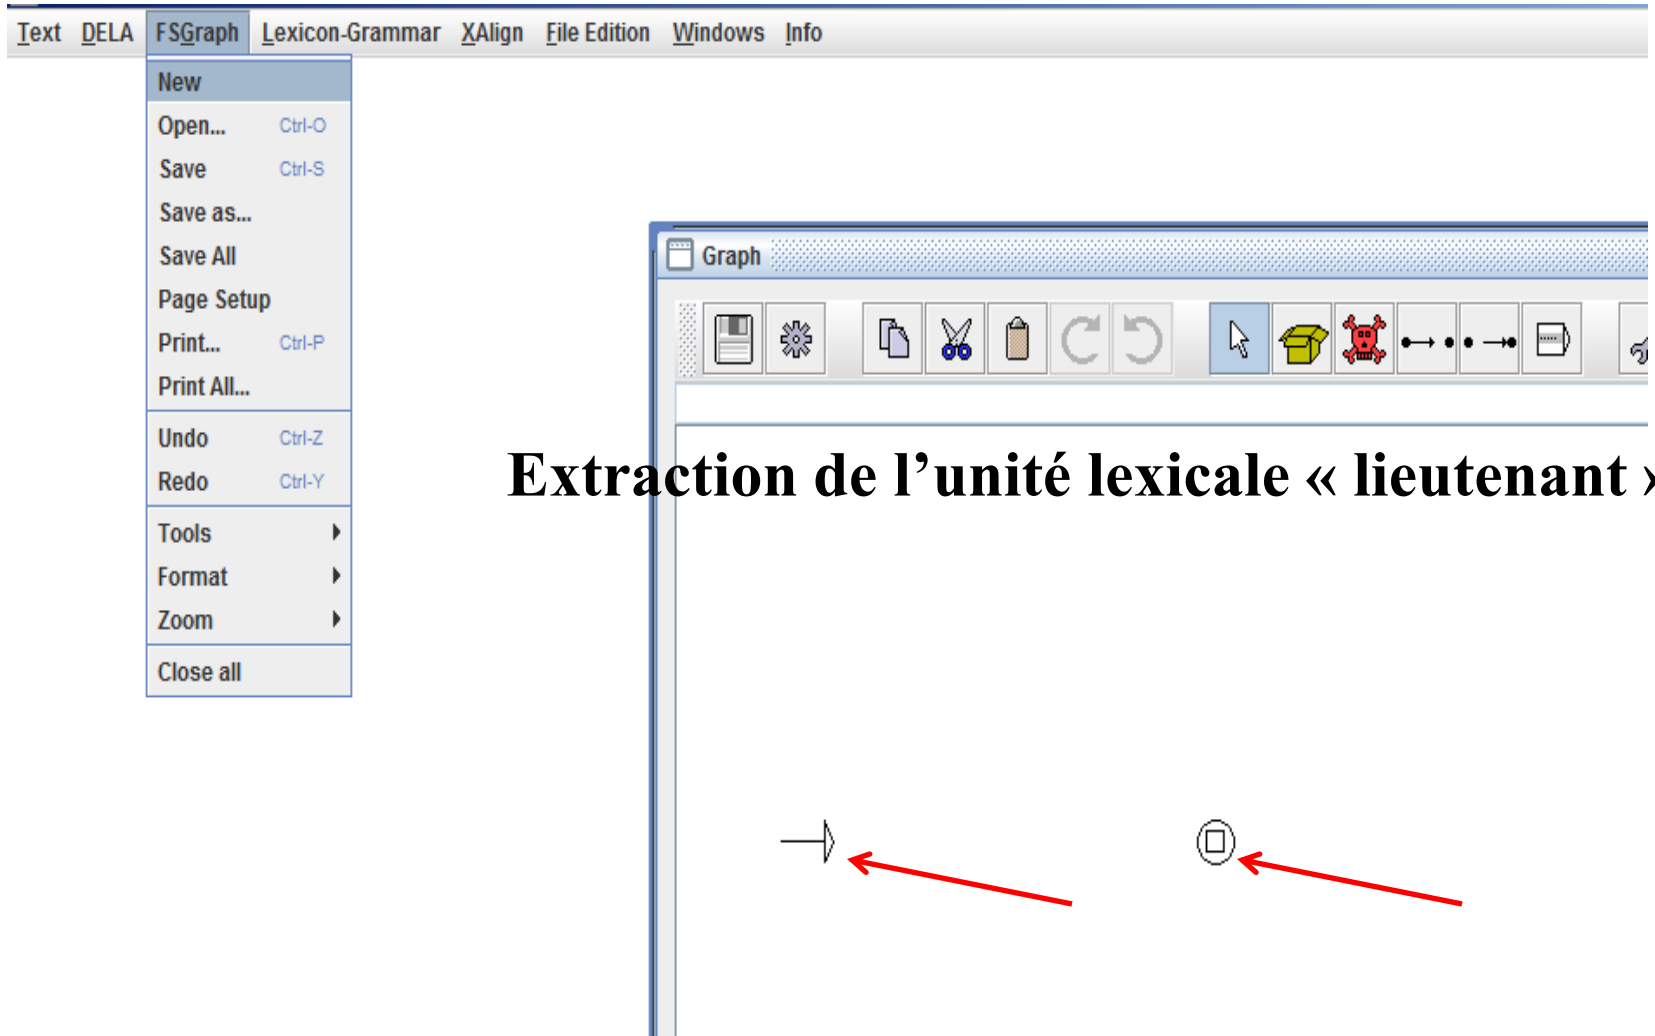 Text DELA FSGraph Lexicon-Grammar XAlign File Edition Windows Info
New
Open... Ctrl-O
Save Ctrl-S
Save as...
Save All
Page Setup
Print... Ctrl-P
Print All...
Undo Ctrl-Z
Redo Ctrl-Y
Tools
Format
Zoom
Close all
Graph
Extraction de l’unité lexicale « lieutenant »